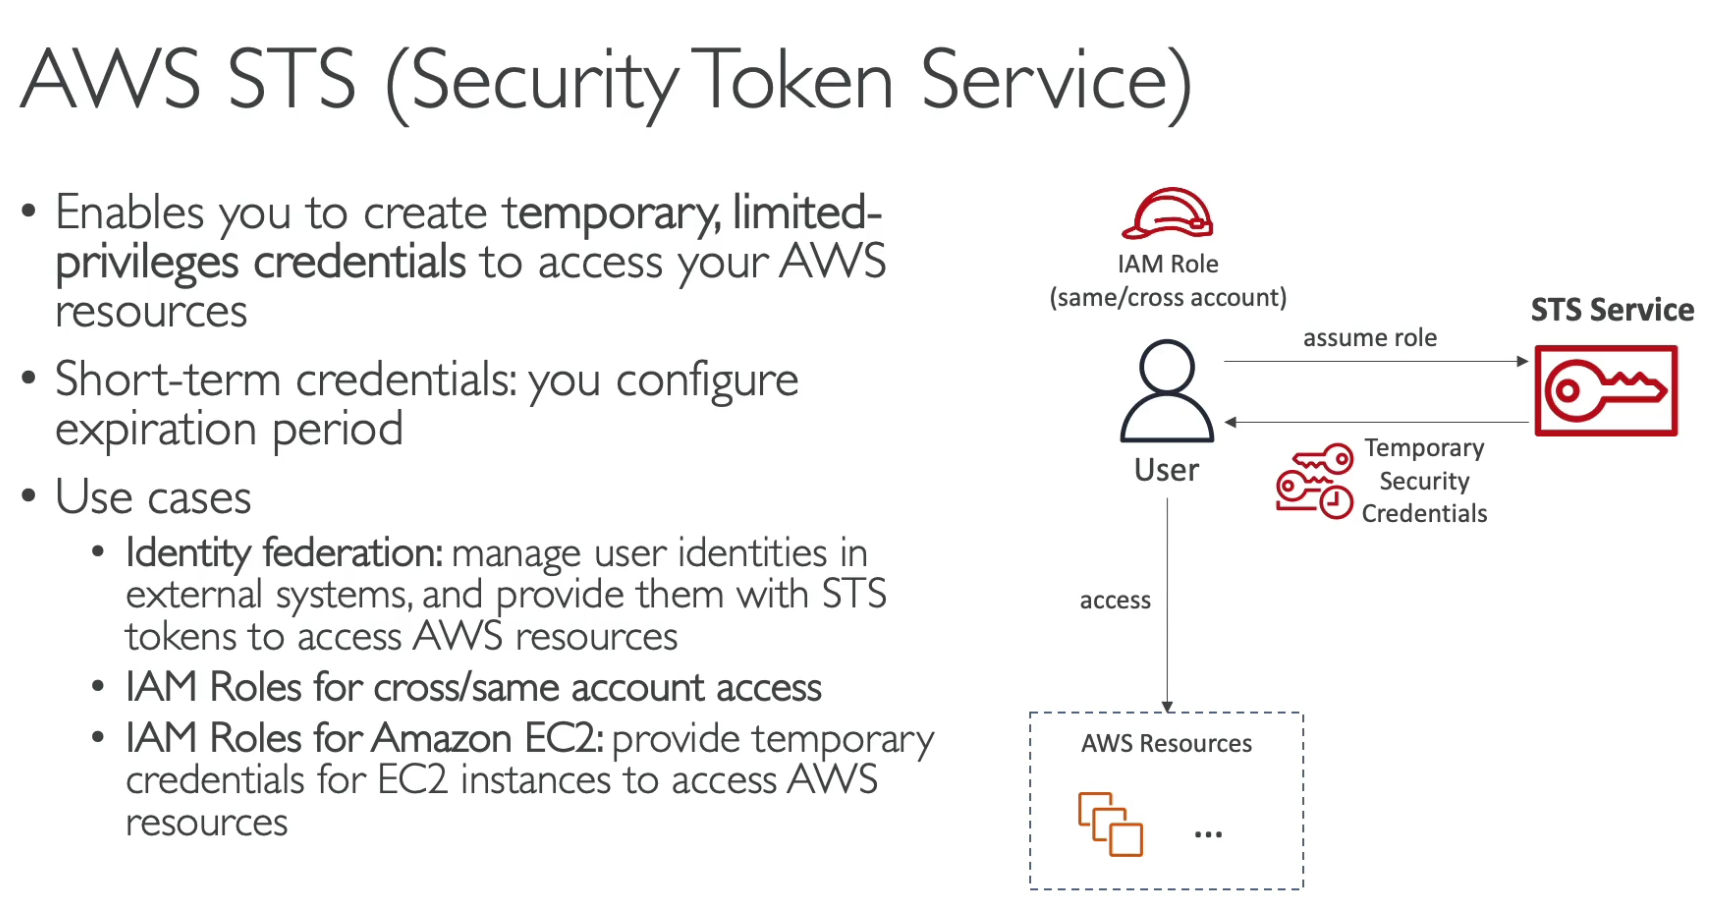 AWS STS (Security Token Service)
• Enables you to create temporary, limited-
privileges credentials to access your AWS
resources
• Short-term credentials: you configure
expiration period
• Use cases
• Identity federation: manage user identities in
external systems, and provide them with STS
tokens to access AWS resources
• IAM Roles for cross/same account access
• IAM Roles for Amazon EC2: provide temporary
credentials for EC2 instances to access AWS
resources
IAM Role
(same/cross account)
STS Service
assume role
User
Temporary
Security
Credentials
access
AWS Resources
...